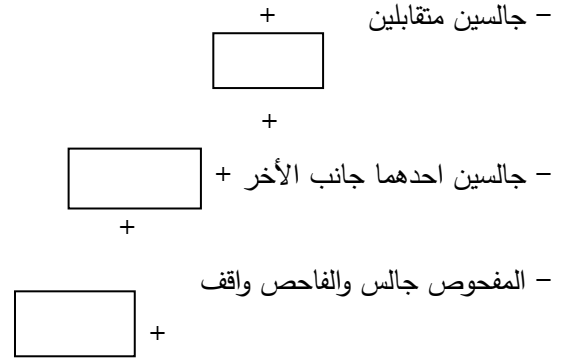 - جالسين متقابلين +
+
- جالسين احدهما جانب الأخر +
+
- المفحوص جالس والفاحص واقف
+